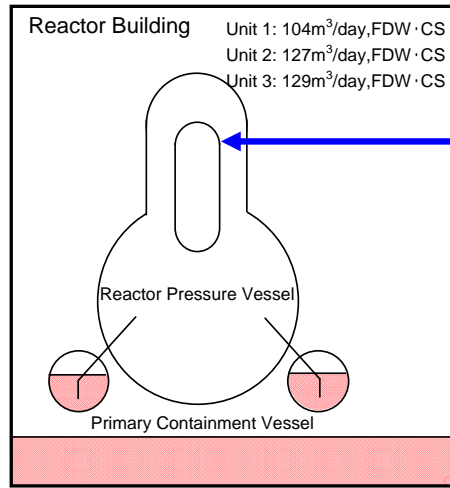 Reactor Building
Unit 1: 104m³/day,FDW･CS
Unit 2: 127m³/day,FDW･CS
Unit 3: 129m³/day,FDW･CS
Reactor Pressure Vessel
Primary Containment Vessel